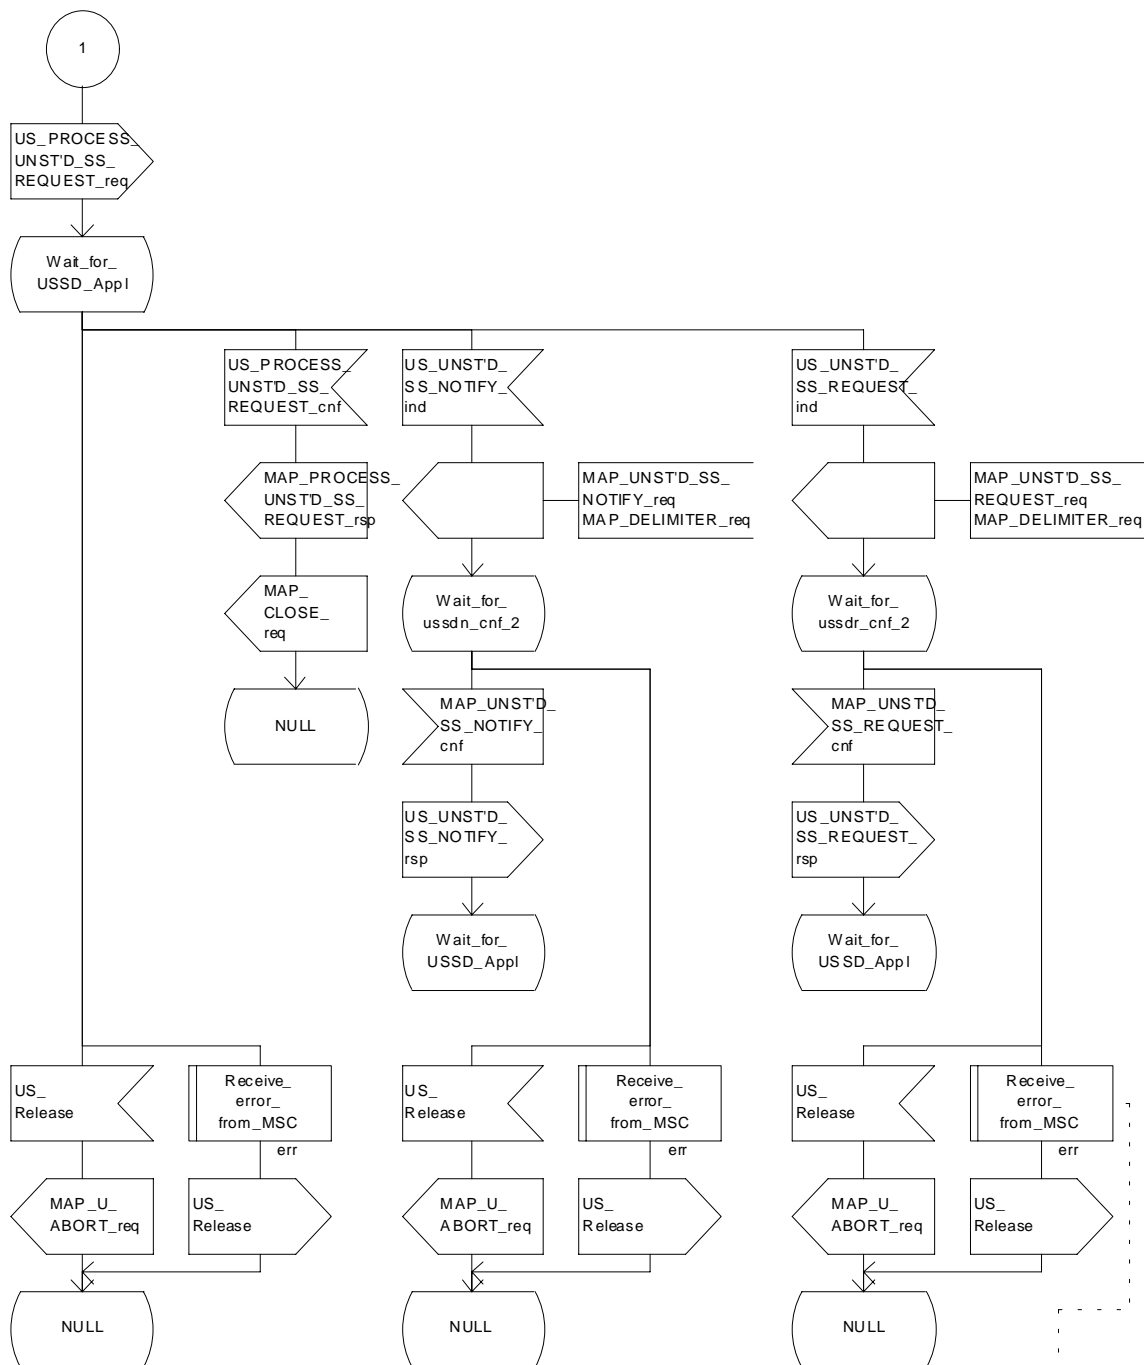 1
US_PROCESS_
UNST'D_SS_
REQUEST_req
Wait_for_
USSD_Appl
US_PROCESS_
UNST'D_SS_
REQUEST_cnf
US_UNST'D_
SS_NOTIFY_
ind
US_UNST'D_
SS_REQUEST_
ind
MAP_PROCESS_
UNST'D_SS_
REQUEST_rsp
MAP_UNST'D_SS_
NOTIFY_req
MAP_DELIMITER_req
MAP_UNST'D_SS_
REQUEST_req
MAP_DELIMITER_req
MAP_
CLOSE_
req
Wait_for_
ussdn_cnf_2
Wait_for_
ussdr_cnf_2
NULL
MAP_UNST'D_
SS_NOTIFY_
cnf
MAP_UNST'D_
SS_REQUEST_
cnf
US_UNST'D_
SS_NOTIFY_
rsp
US_UNST'D_
SS_REQUEST_
rsp
Wait_for_
USSD_Appl
Wait_for_
USSD_Appl
US_
Release
Receive_
error_
from_MSC
err
US_
Release
Receive_
error_
from_MSC
err
US_
Release
Receive_
error_
from_MSC
err
MAP_U_
ABORT_req
US_
Release
MAP_U_
ABORT_req
US_
Release
MAP_U_
ABORT_req
US_
Release
NULL
NULL
NULL